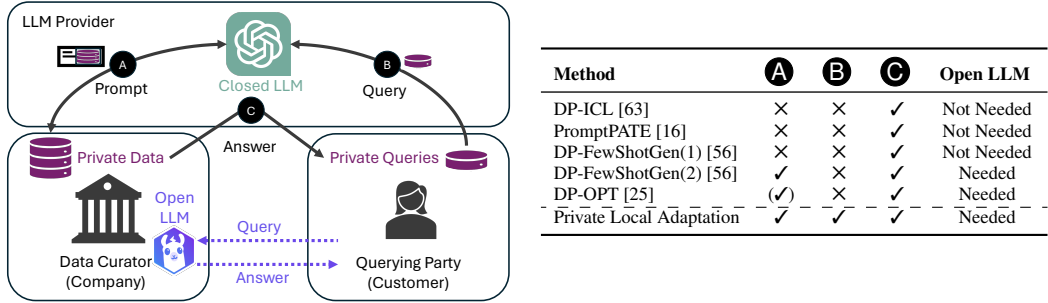 LLM Provider
A
Prompt
Closed LLM
B
Query
C
Answer
Private Data
Private Queries
Open
LLM
Query
Answer
Data Curator
(Company)
Querying Party
(Customer)
Method A B C Open LLM
DP-ICL [63] × × ✓ Not Needed
PromptPATE [16] × × ✓ Not Needed
DP-FewShotGen(1) [56] × × ✓ Not Needed
DP-FewShotGen(2) [56] ✓ × ✓ Needed
DP-OPT [25] (✓) × ✓ Needed
Private Local Adaptation ✓ ✓ ✓ Needed